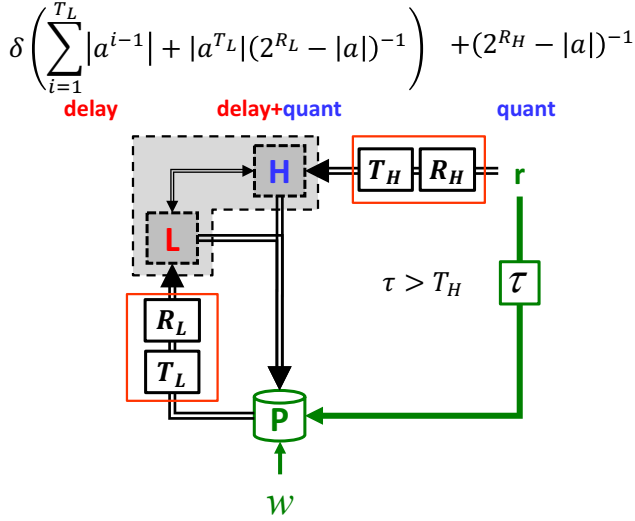 δ(∑_{i=1}^{T_L} |a^{i-1}| + |a^{T_L}|(2^{R_L} − |a|)^{-1}) +(2^{R_H} − |a|)^{-1}
delay delay+quant quant
H T_H R_H r
L
τ > T_H τ
R_L
T_L
P
w